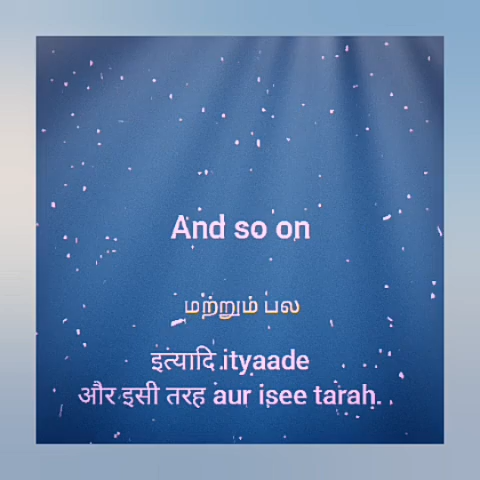 And so on
மற்றும் பல
इत्यादि ityaade
और इसी तरह aur isee tarah.